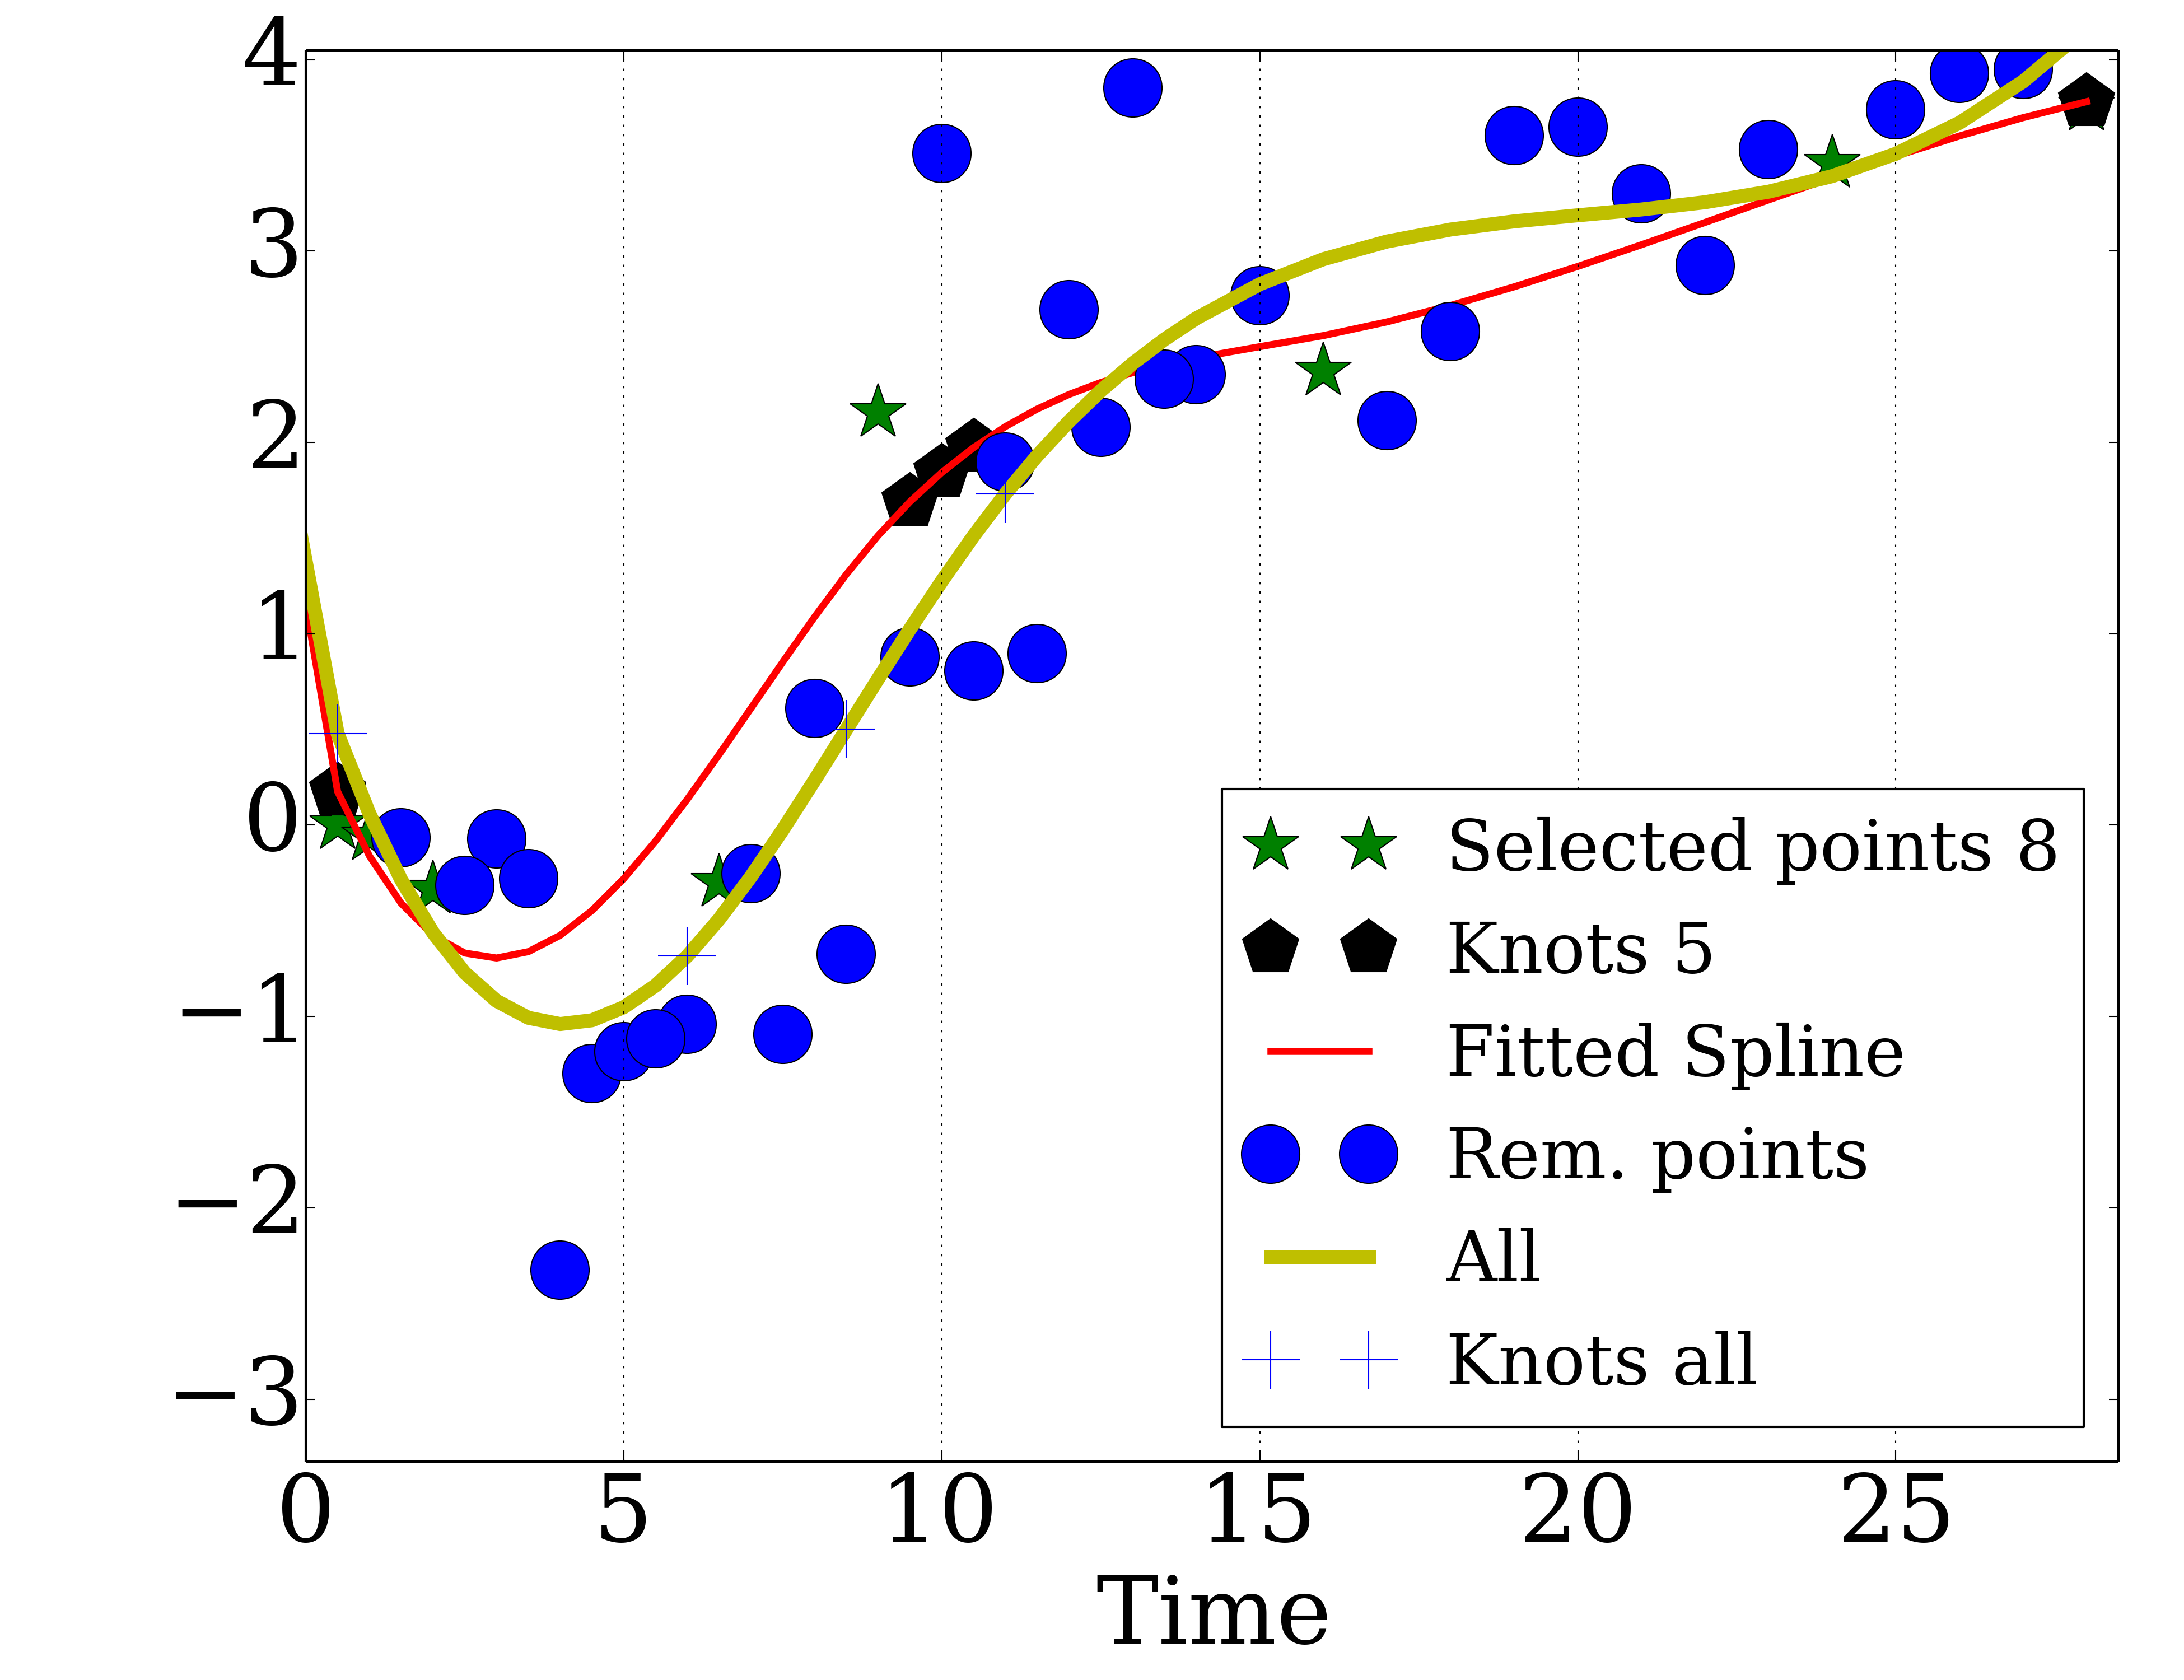 4
3
2
1
0
−1
−2
−3
0 5 10 15 20 25
Time
Selected points 8
Knots 5
Fitted Spline
Rem. points
All
Knots all